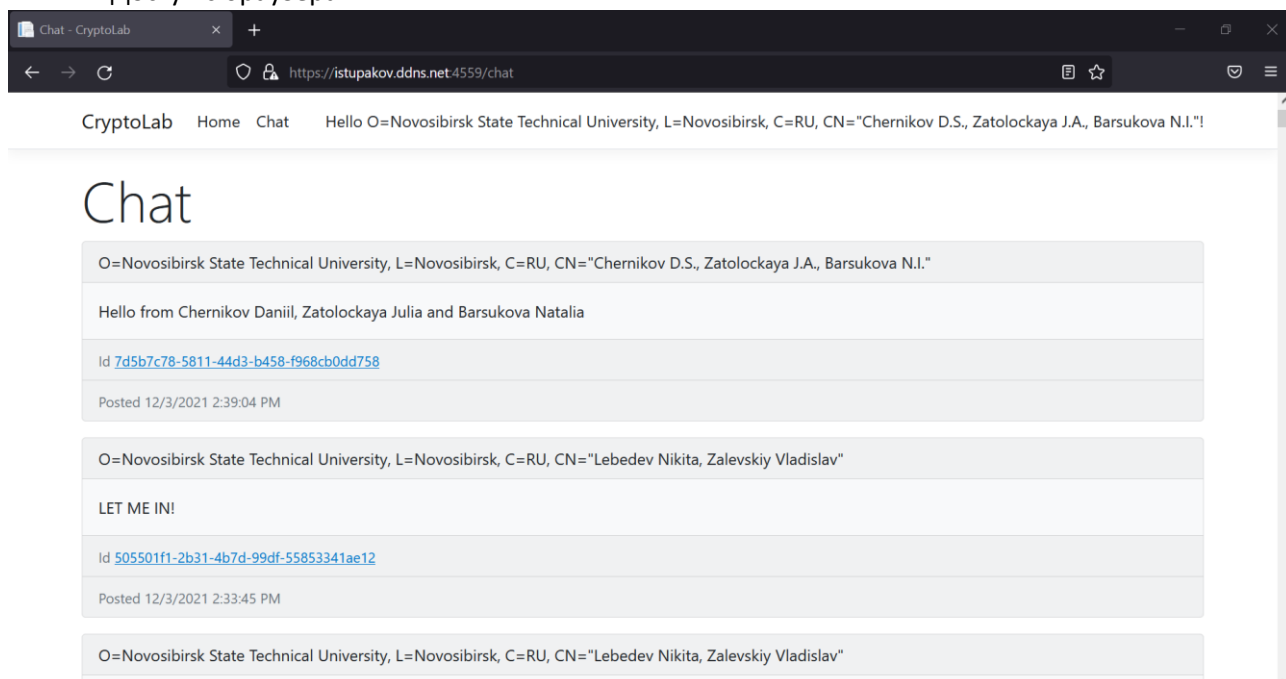 Chat - CryptoLab
https://istupakov.ddns.net:4559/chat
CryptoLab Home Chat Hello O=Novosibirsk State Technical University, L=Novosibirsk, C=RU, CN="Chernikov D.S., Zatolockaya J.A., Barsukova N.I."!
Chat
O=Novosibirsk State Technical University, L=Novosibirsk, C=RU, CN="Chernikov D.S., Zatolockaya J.A., Barsukova N.I."
Hello from Chernikov Daniil, Zatolockaya Julia and Barsukova Natalia
Id 7d5b7c78-5811-44d3-b458-f968cb0dd758
Posted 12/3/2021 2:39:04 PM
O=Novosibirsk State Technical University, L=Novosibirsk, C=RU, CN="Lebedev Nikita, Zalevskiy Vladislav"
LET ME IN!
Id 505501f1-2b31-4b7d-99df-55853341ae12
Posted 12/3/2021 2:33:45 PM
O=Novosibirsk State Technical University, L=Novosibirsk, C=RU, CN="Lebedev Nikita, Zalevskiy Vladislav"